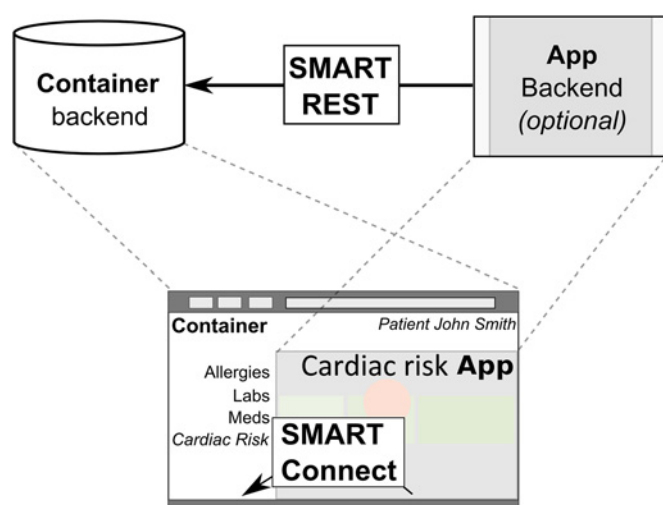 Container
backend
SMART
REST
App
Backend
(optional)
Container
Patient John Smith
Cardiac risk App
Allergies
Labs
Meds
Cardiac Risk
SMART
Connect